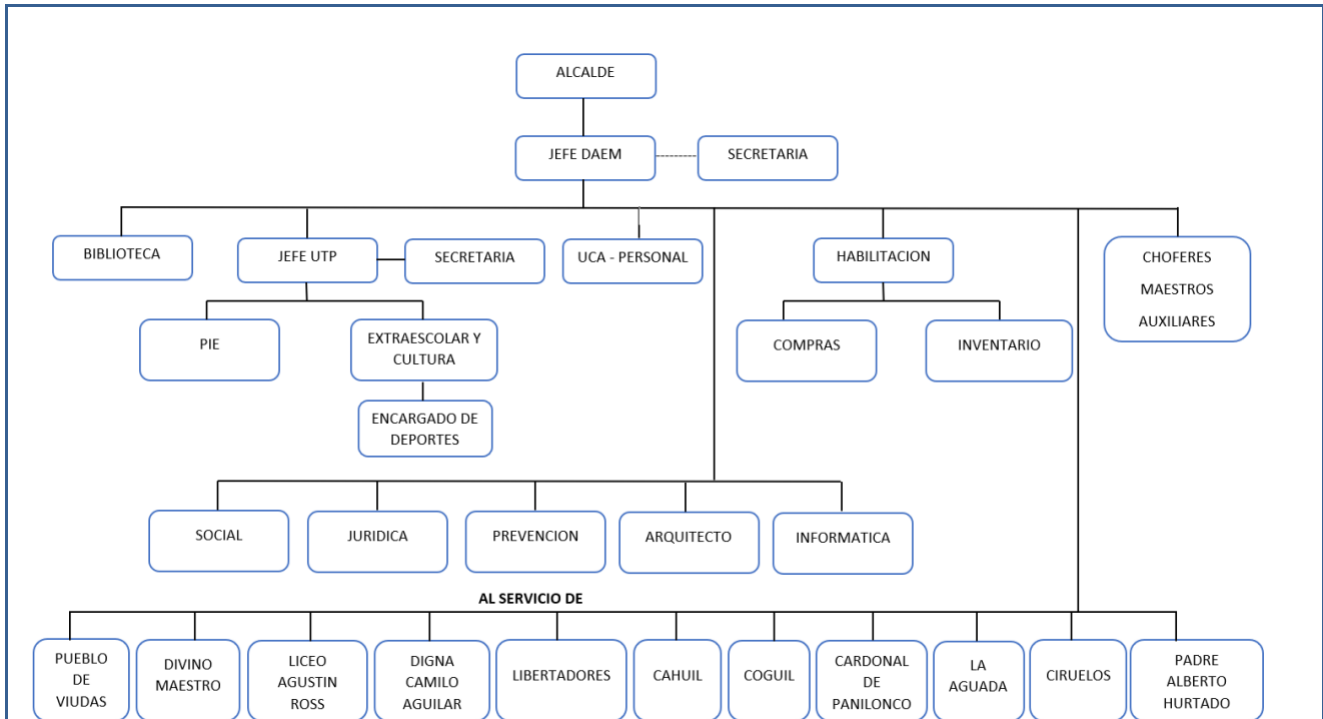 ALCALDE
JEFE DAEM
SECRETARIA
BIBLIOTECA
JEFE UTP
SECRETARIA
UCA - PERSONAL
HABILITACION
CHOFERES
MAESTROS
AUXILIARES
PIE
EXTRAESCOLAR Y
CULTURA
COMPRAS
INVENTARIO
ENCARGADO DE
DEPORTES
SOCIAL
JURIDICA
PREVENCION
ARQUITECTO
INFORMATICA
AL SERVICIO DE
PUEBLO
DE
VIUDAS
DIVINO
MAESTRO
LICEO
AGUSTIN
ROSS
DIGNA
CAMILO
AGUILAR
LIBERTADORES
CAHUIL
COGUIL
CARDONAL
DE
PANILONCO
LA
AGUADA
CIRUELOS
PADRE
ALBERTO
HURTADO